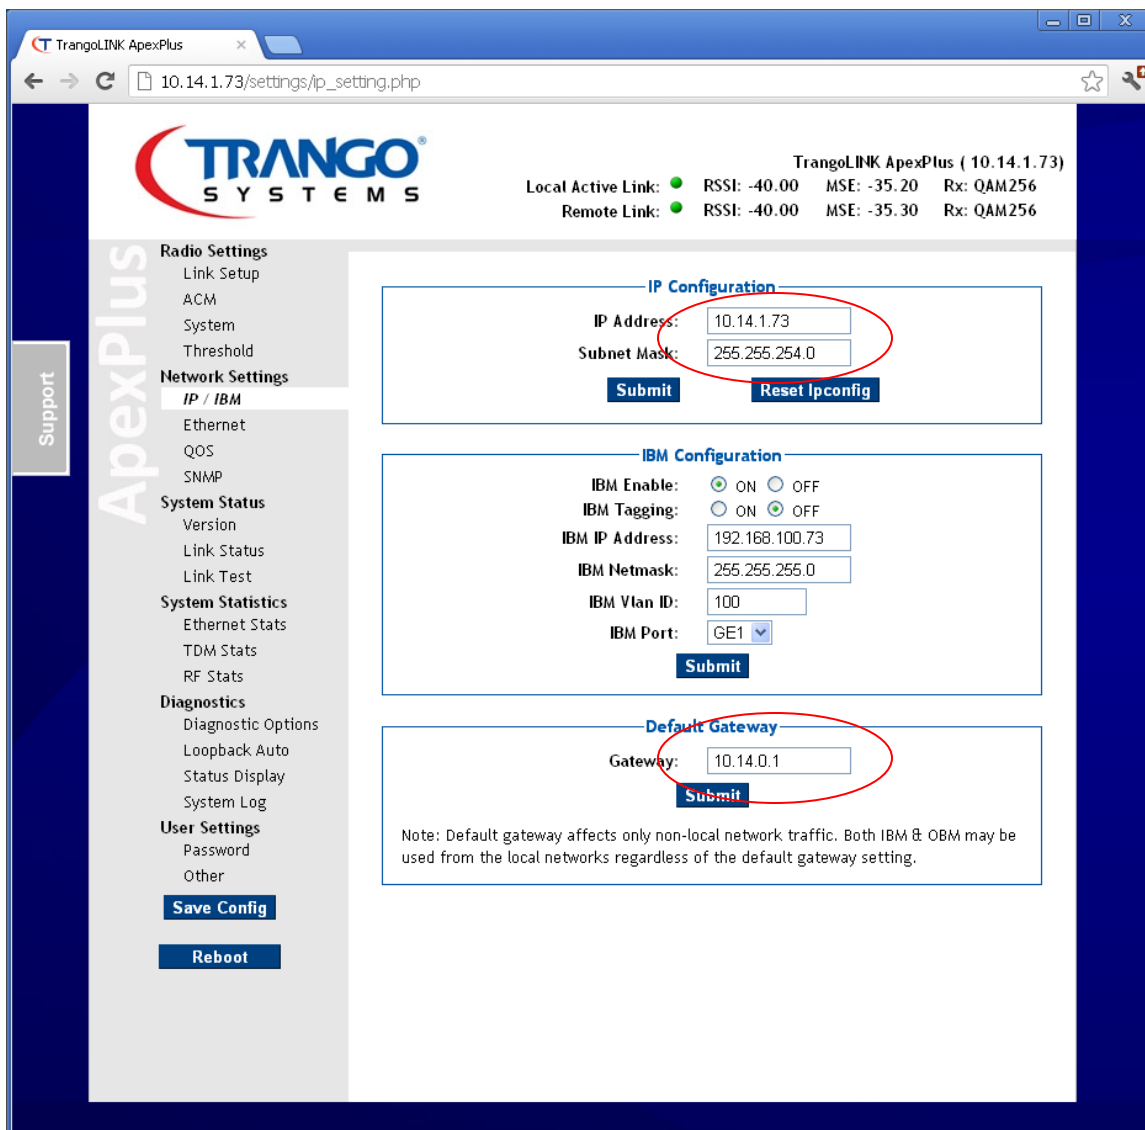 TrangoLINK ApexPlus
10.14.1.73/settings/ip_setting.php
TRANGO®
SYSTEMS
TrangoLINK ApexPlus ( 10.14.1.73)
Local Active Link: RSSI: -40.00 MSE: -35.20 Rx: QAM256
Remote Link: RSSI: -40.00 MSE: -35.30 Rx: QAM256
Support
ApexPlus
Radio Settings
Link Setup
ACM
System
Threshold
Network Settings
IP / IBM
Ethernet
QOS
SNMP
System Status
Version
Link Status
Link Test
System Statistics
Ethernet Stats
TDM Stats
RF Stats
Diagnostics
Diagnostic Options
Loopback Auto
Status Display
System Log
User Settings
Password
Other
Save Config
Reboot
IP Configuration
IP Address: 10.14.1.73
Subnet Mask: 255.255.254.0
Submit Reset Ipconfig
IBM Configuration
IBM Enable: ON OFF
IBM Tagging: ON OFF
IBM IP Address: 192.168.100.73
IBM Netmask: 255.255.255.0
IBM Vlan ID: 100
IBM Port: GE1
Submit
Default Gateway
Gateway: 10.14.0.1
Submit
Note: Default gateway affects only non-local network traffic. Both IBM & OBM may be
used from the local networks regardless of the default gateway setting.